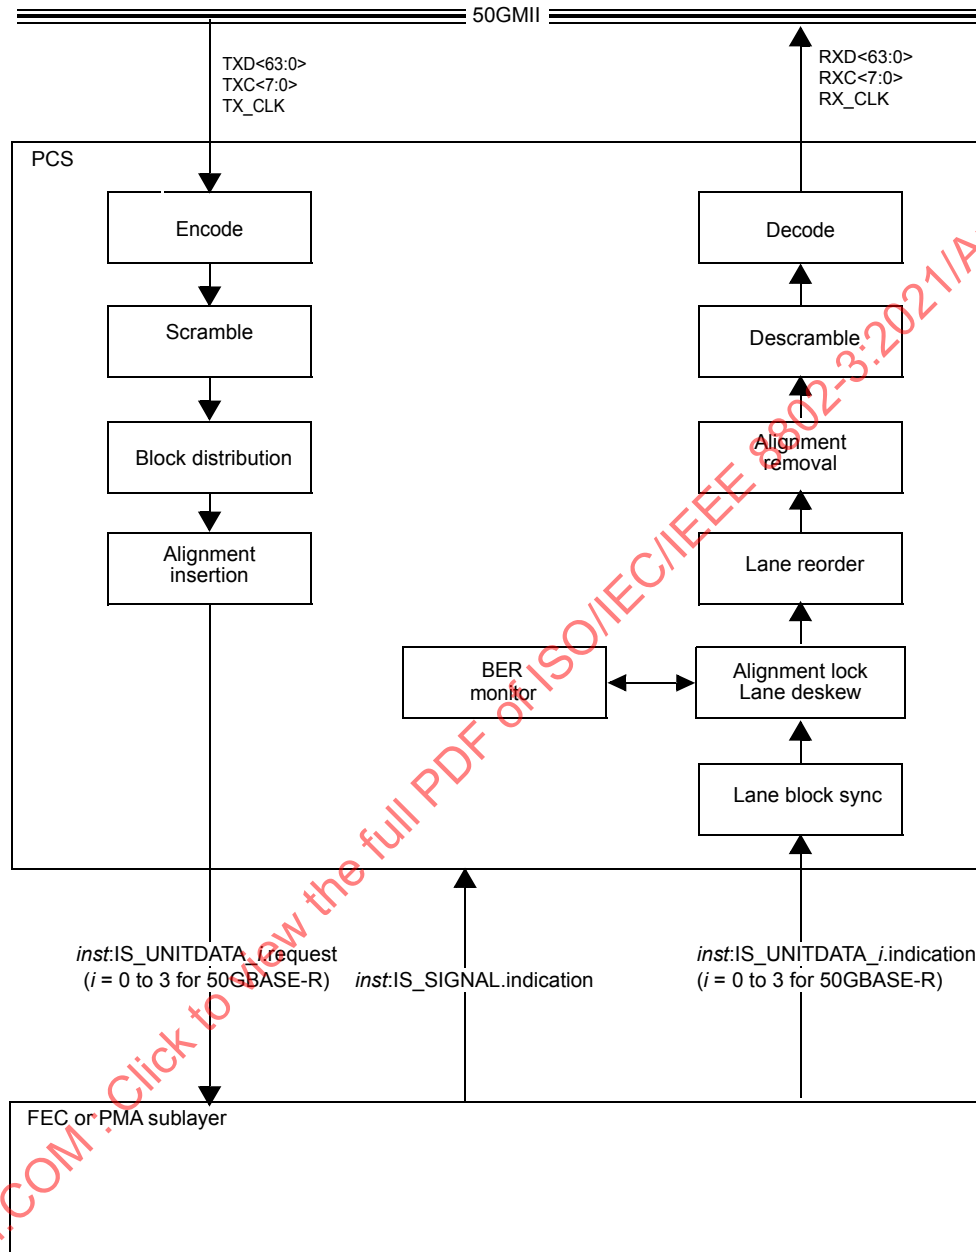 50GMII
TXD<63:0>
TXC<7:0>
TX_CLK
RXD<63:0>
RXC<7:0>
RX_CLK
PCS
Encode
Decode
Scramble
Descramble
Block distribution
Alignment
removal
Alignment
insertion
Lane reorder
BER
monitor
Alignment lock
Lane deskew
Lane block sync
inst:IS_UNITDATA_i.request
(i = 0 to 3 for 50GBASE-R)
inst:IS_SIGNAL.indication
inst:IS_UNITDATA_i.indication
(i = 0 to 3 for 50GBASE-R)
FEC or PMA sublayer
.COM : Click to view the full PDF of ISO/IEC/IEEE 8802-3:2021/A